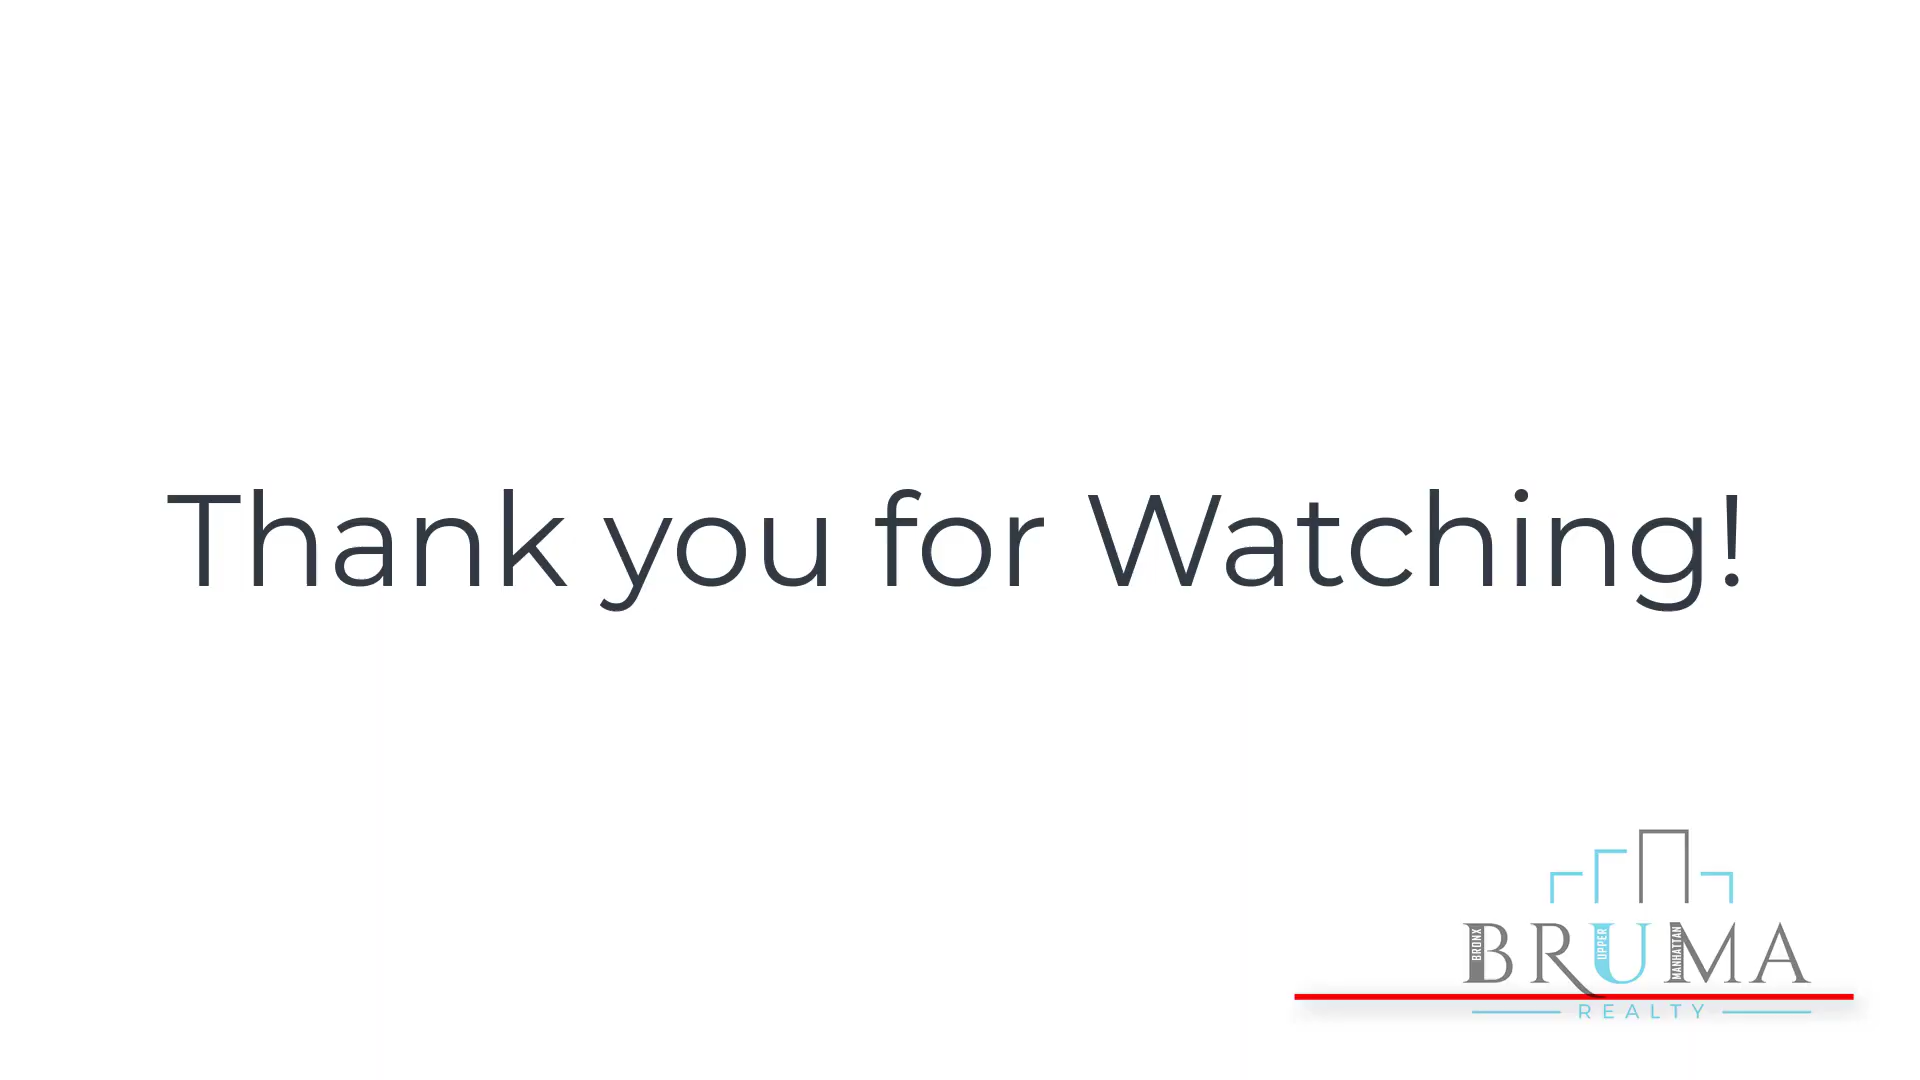 Thank you for Watching!
BRONX
UPPER
MANHATTAN
BRUMA
REALTY